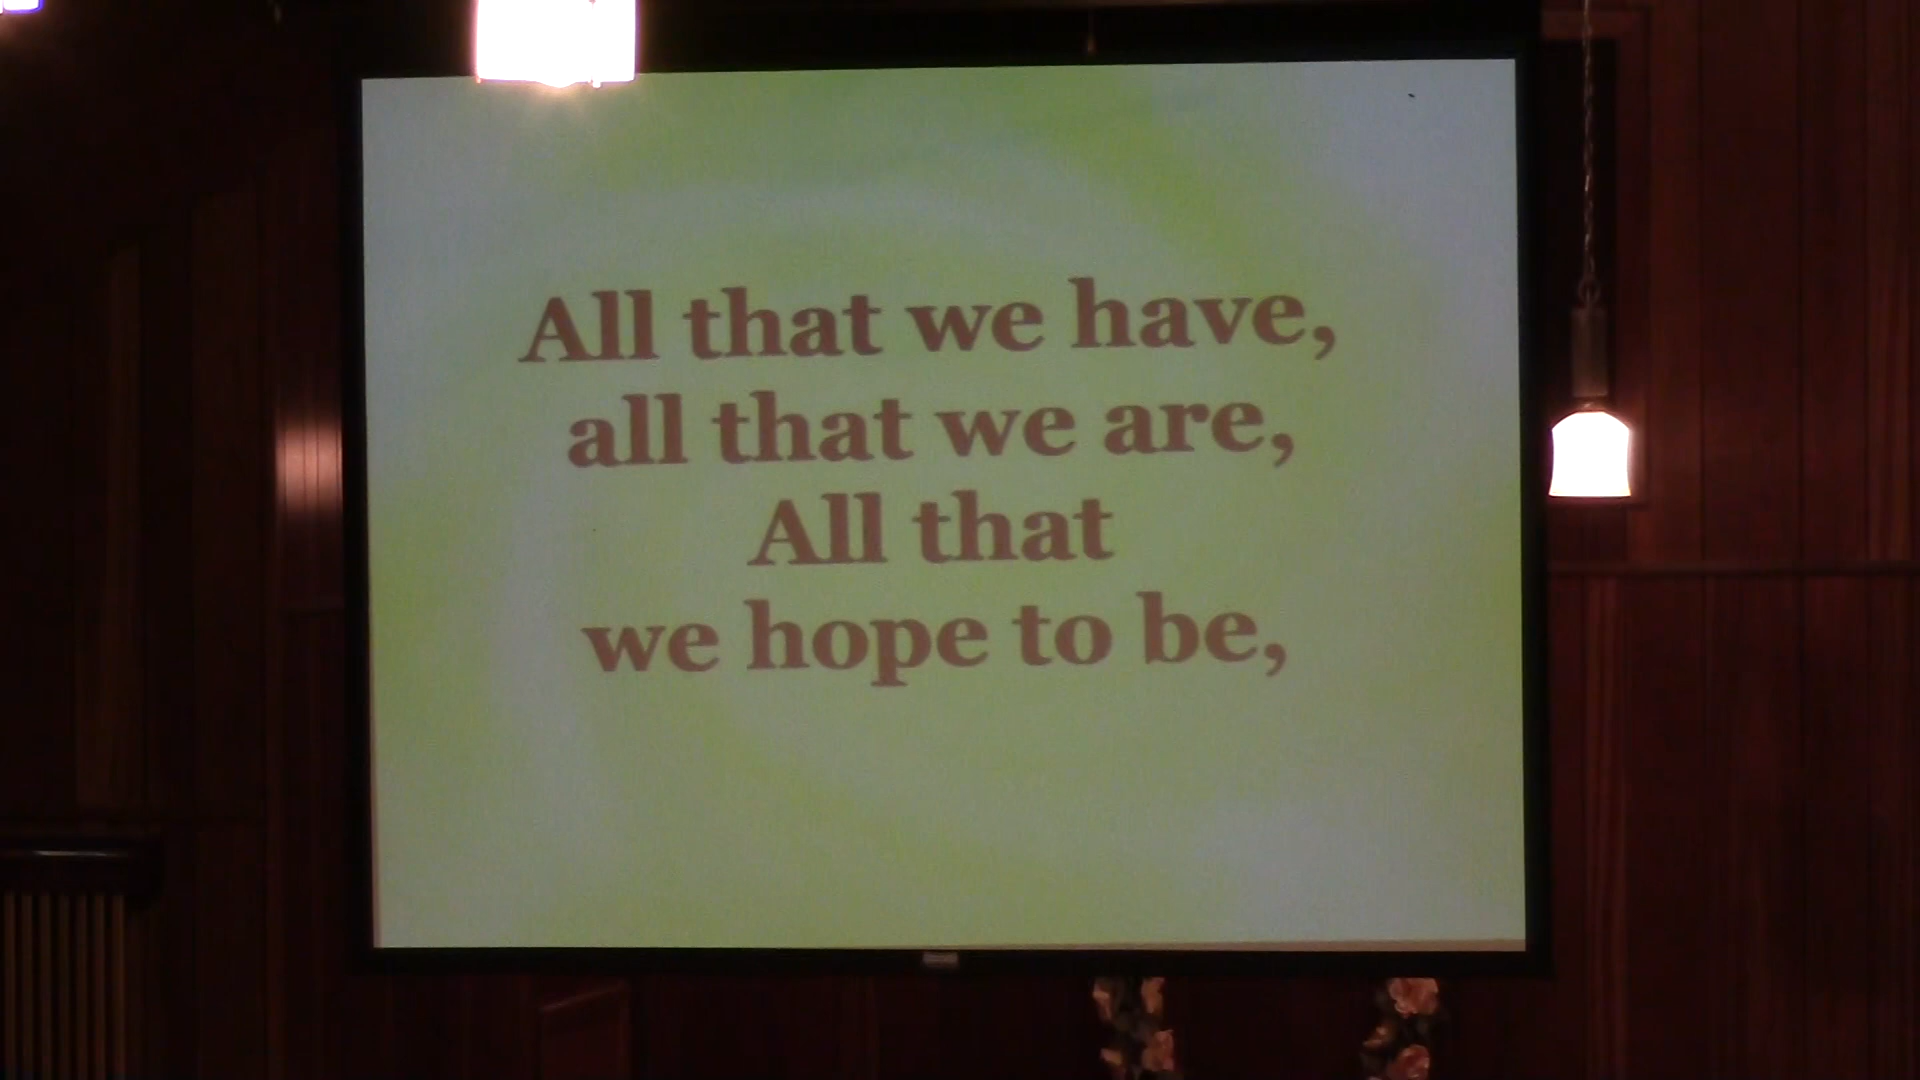 All that we have,
all that we are,
All that
we hope to be,